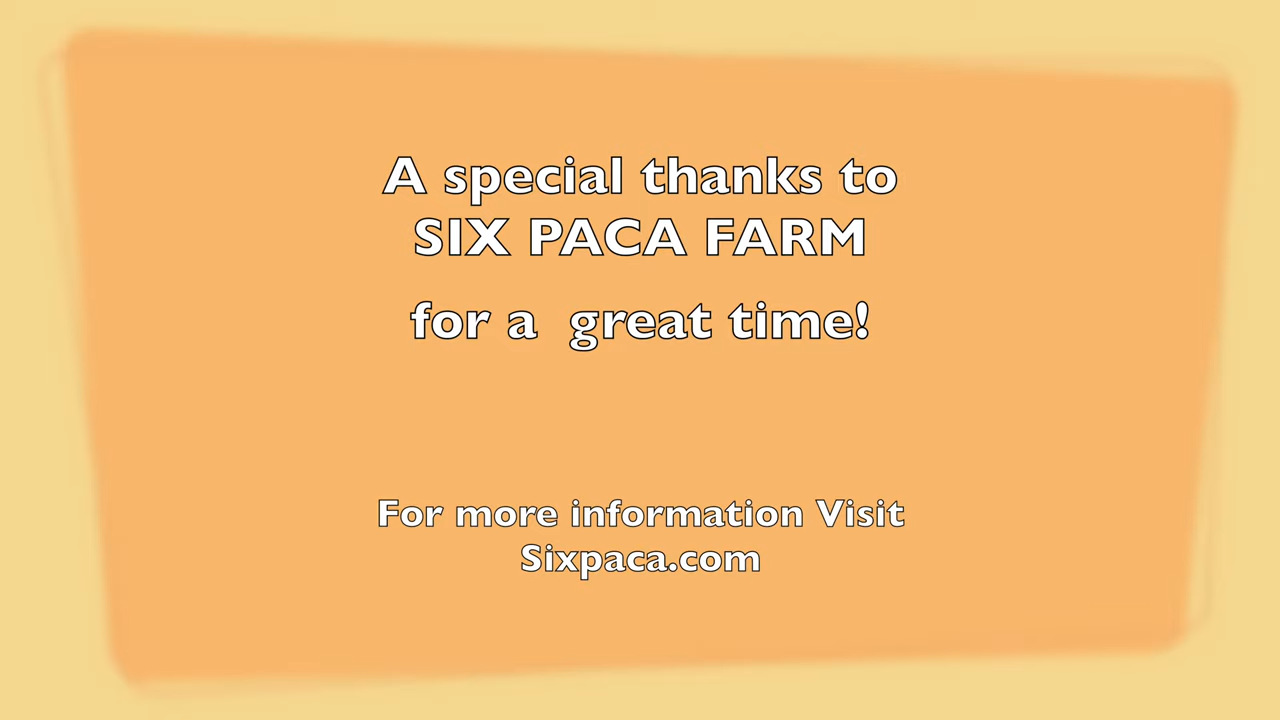 A special thanks to
SIX PACA FARM
for a  great time!
For more information Visit
Sixpaca.com